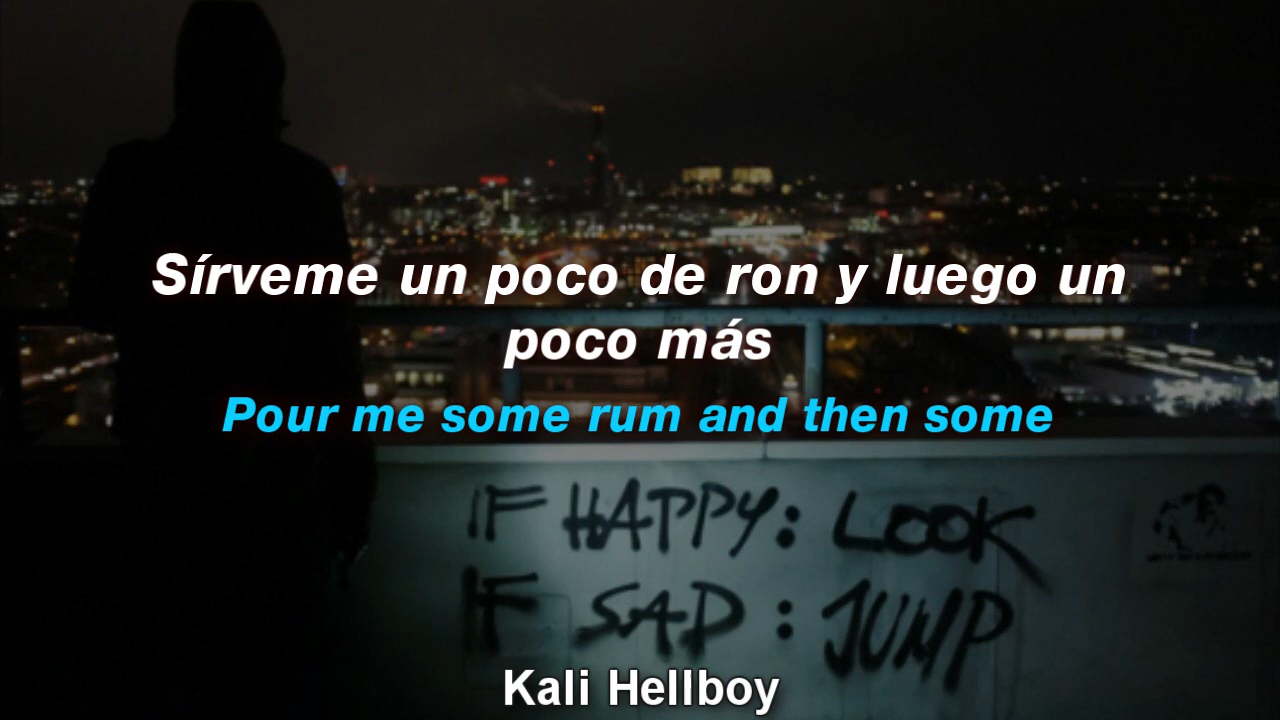 Sírveme un poco de ron y luego un
poco más
Pour me some rum and then some
IF HAPPY: LOOK
IF SAD : JUMP
Kali Hellboy